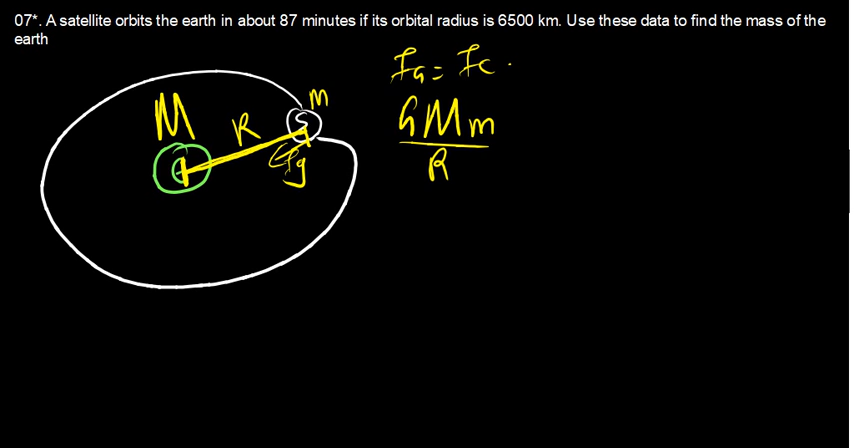 07*. A satellite orbits the earth in about 87 minutes if its orbital radius is 6500 km. Use these data to find the mass of the
earth
Fg = Fc.
M
m
R
S
e
Fg
GMm
R